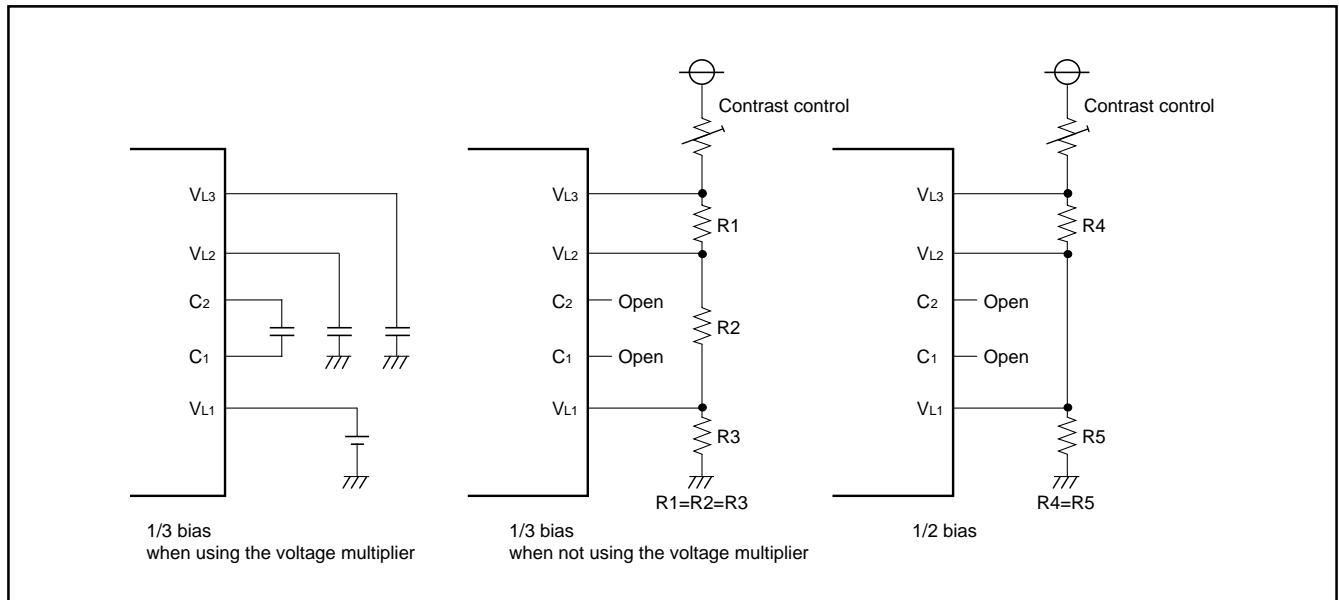 VL3
VL2
C2
C1
VL1
1/3 bias
when using the voltage multiplier
Contrast control
VL3
R1
VL2
C2 Open
R2
C1 Open
VL1
R3
R1=R2=R3
1/3 bias
when not using the voltage multiplier
Contrast control
VL3
R4
VL2
C2 Open
C1 Open
VL1
R5
R4=R5
1/2 bias